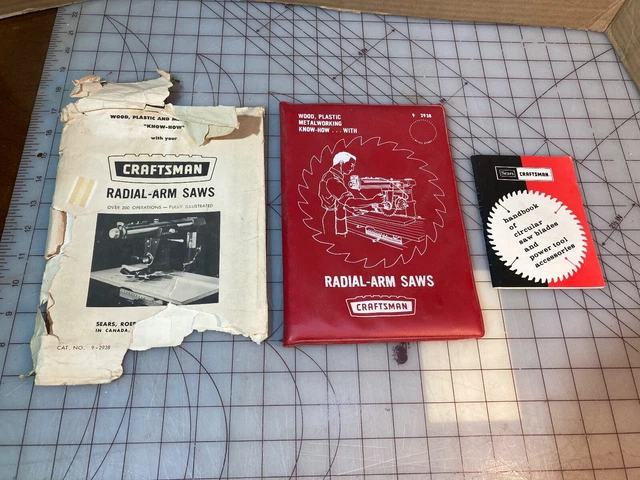 WOOD, PLASTIC AND
"KNOW-HOW"
with your
CRAFTSMAN
RADIAL-ARM SAWS
OVER 200 OPERATIONS — FULLY ILLUSTRATED
SEARS,
IN CANADA,
CAT. NO. 9-2938
WOOD, PLASTIC
METALWORKING
KNOW-HOW... WITH
9 2938
RADIAL-ARM SAWS
CRAFTSMAN
Sears
CRAFTSMAN
handbook
of
circular
saw blades
and
power tool
accessories